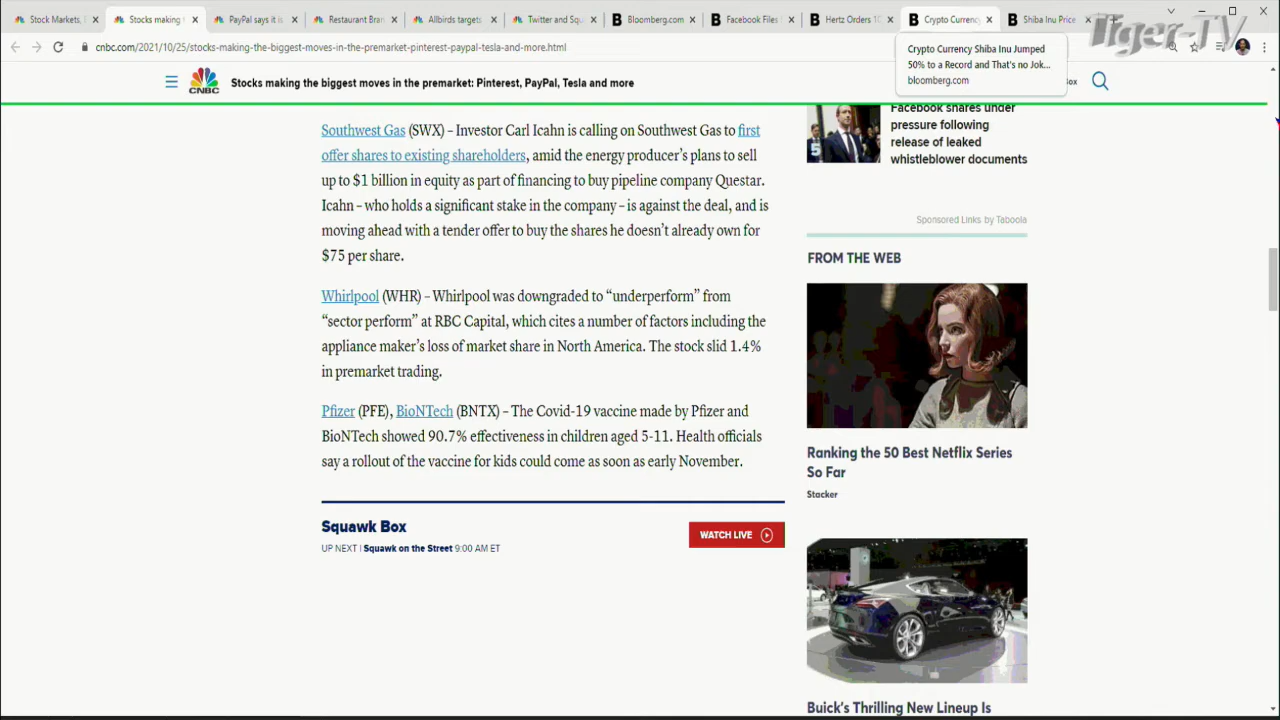 Stock Markets,
Stocks making
PayPal says it is
Restaurant Bran
Allbirds targets
Twitter and Squ
Bloomberg.com
Facebook Files
Hertz Orders 10
Crypto Currenc
Shiba Inu Price
Tiger-TV
cnbc.com/2021/10/25/stocks-making-the-biggest-moves-in-the-premarket-pinterest-paypal-tesla-and-more.html
Crypto Currency Shiba Inu Jumped
50% to a Record and That's no Jok...
bloomberg.com
CNBC
Stocks making the biggest moves in the premarket: Pinterest, PayPal, Tesla and more
Box
Southwest Gas (SWX) – Investor Carl Icahn is calling on Southwest Gas to first
offer shares to existing shareholders, amid the energy producer's plans to sell
up to $1 billion in equity as part of financing to buy pipeline company Questar.
Icahn – who holds a significant stake in the company – is against the deal, and is
moving ahead with a tender offer to buy the shares he doesn't already own for
$75 per share.
Whirlpool (WHR) – Whirlpool was downgraded to “underperform” from
“sector perform” at RBC Capital, which cites a number of factors including the
appliance maker's loss of market share in North America. The stock slid 1.4%
in premarket trading.
Pfizer (PFE), BioNTech (BNTX) – The Covid-19 vaccine made by Pfizer and
BioNTech showed 90.7% effectiveness in children aged 5-11. Health officials
say a rollout of the vaccine for kids could come as soon as early November.
Squawk Box
UP NEXT | Squawk on the Street 9:00 AM ET
WATCH LIVE
Facebook shares under
pressure following
release of leaked
whistleblower documents
Sponsored Links by Taboola
FROM THE WEB
Ranking the 50 Best Netflix Series
So Far
Stacker
Buick's Thrilling New Lineup Is